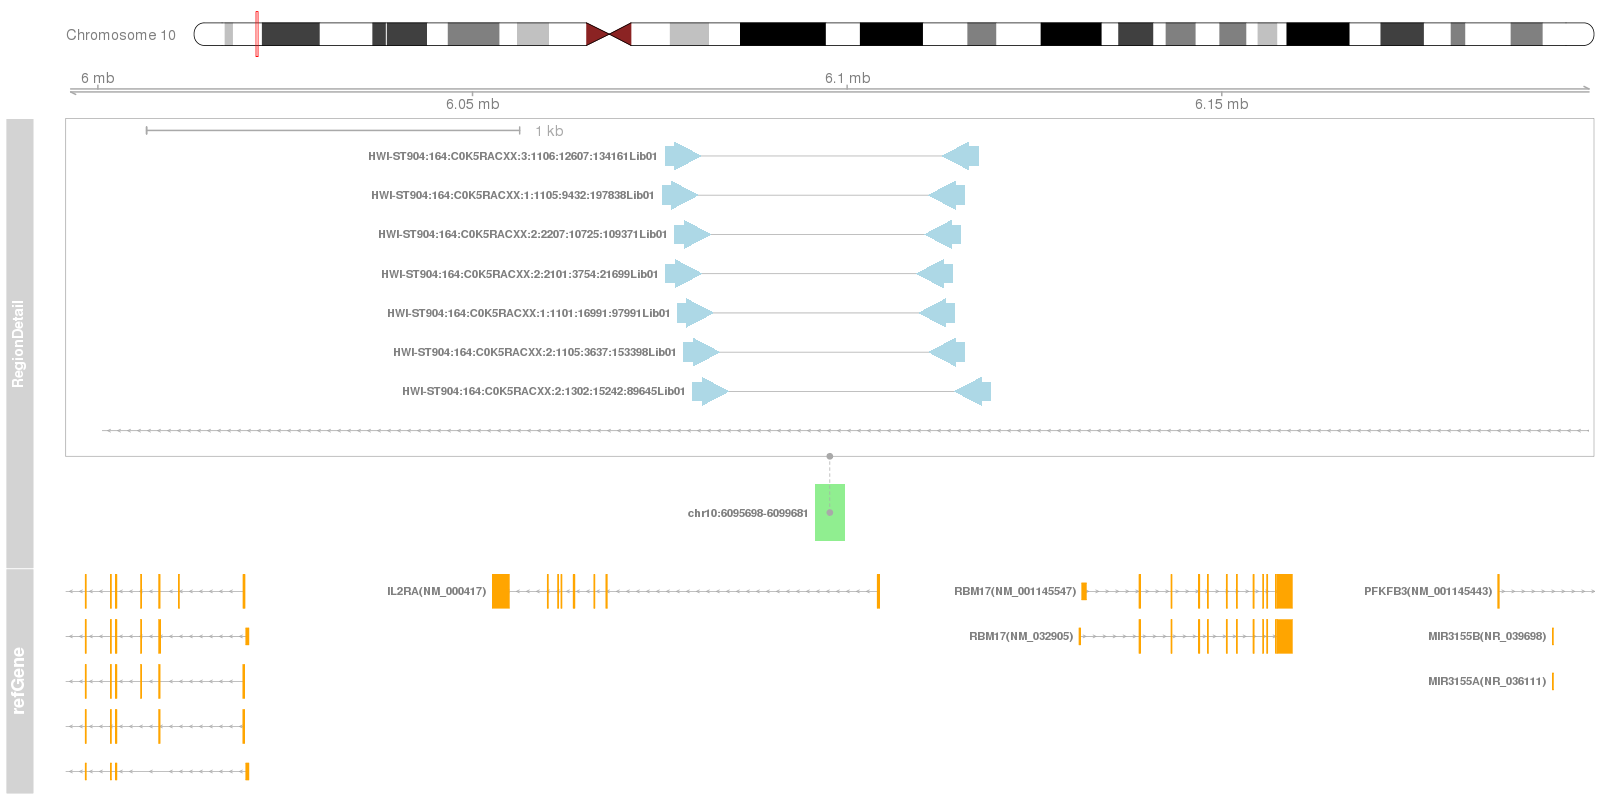 Chromosome 10
6 mb
6.1 mb
6.05 mb
6.15 mb
1 kb
HWI-ST904:164:C0K5RACXX:3:1106:12607:134161Lib01
HWI-ST904:164:C0K5RACXX:1:1105:9432:197838Lib01
HWI-ST904:164:C0K5RACXX:2:2207:10725:109371Lib01
HWI-ST904:164:C0K5RACXX:2:2101:3754:21699Lib01
HWI-ST904:164:C0K5RACXX:1:1101:16991:97991Lib01
HWI-ST904:164:C0K5RACXX:2:1105:3637:153398Lib01
HWI-ST904:164:C0K5RACXX:2:1302:15242:89645Lib01
RegionDetail
chr10:6095698-6099681
IL2RA(NM_000417)
RBM17(NM_001145547)
PFKFB3(NM_001145443)
RBM17(NM_032905)
MIR3155B(NR_039698)
MIR3155A(NR_036111)
refGene